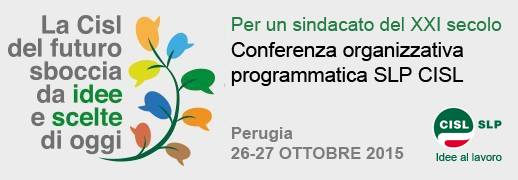 La Cisl
del futuro
sboccia
da idee
e scelte
di oggi
Per un sindacato del XXI secolo
Conferenza organizzativa
programmatica SLP CISL
Perugia
26-27 OTTOBRE 2015
CISL SLP
Idee al lavoro